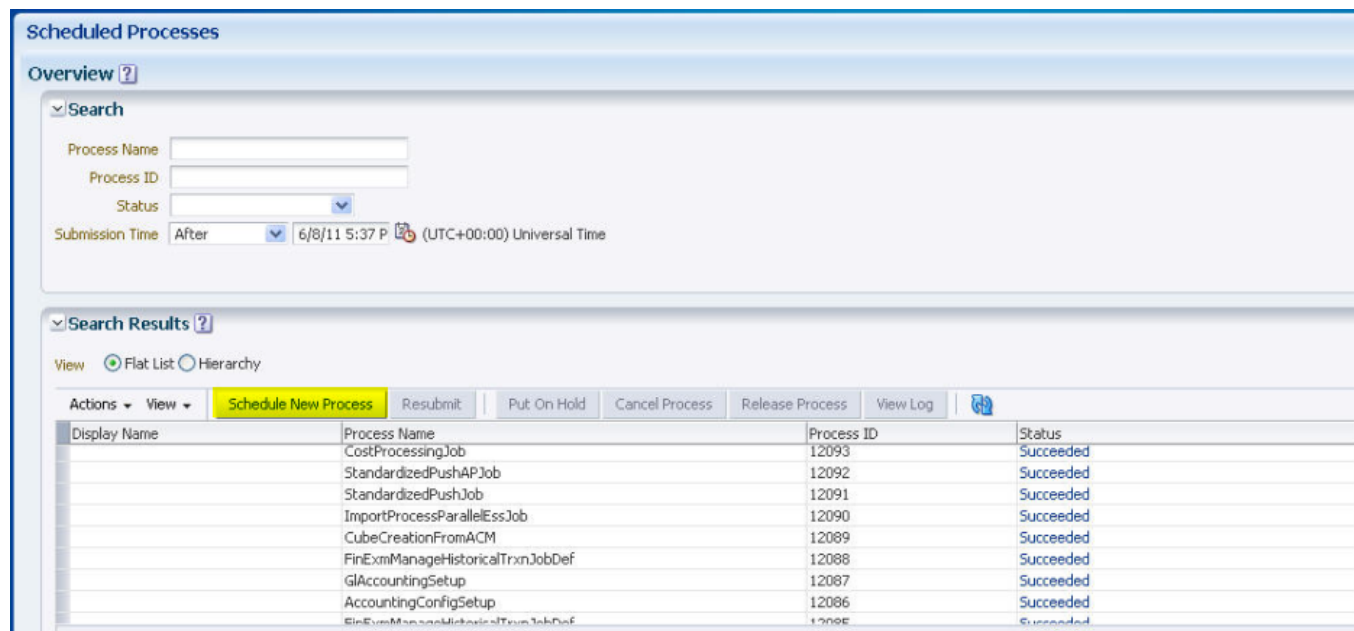 Scheduled Processes
Overview ?
Search
Process Name
Process ID
Status
Submission Time After 6/8/11 5:37 P (UTC+00:00) Universal Time
Search Results ?
View Flat List Hierarchy
Actions View Schedule New Process Resubmit Put On Hold Cancel Process Release Process View Log
Display Name Process Name Process ID Status
CostProcessingJob 12093 Succeeded
StandardizedPushAPJob 12092 Succeeded
StandardizedPushJob 12091 Succeeded
ImportProcessParallelEssJob 12090 Succeeded
CubeCreationFromACM 12089 Succeeded
FinExmManageHistoricalTrxnJobDef 12088 Succeeded
GlAccountingSetup 12087 Succeeded
AccountingConfigSetup 12086 Succeeded
FinExmManageHistoricalTrxnJobDef 12085 Succeeded